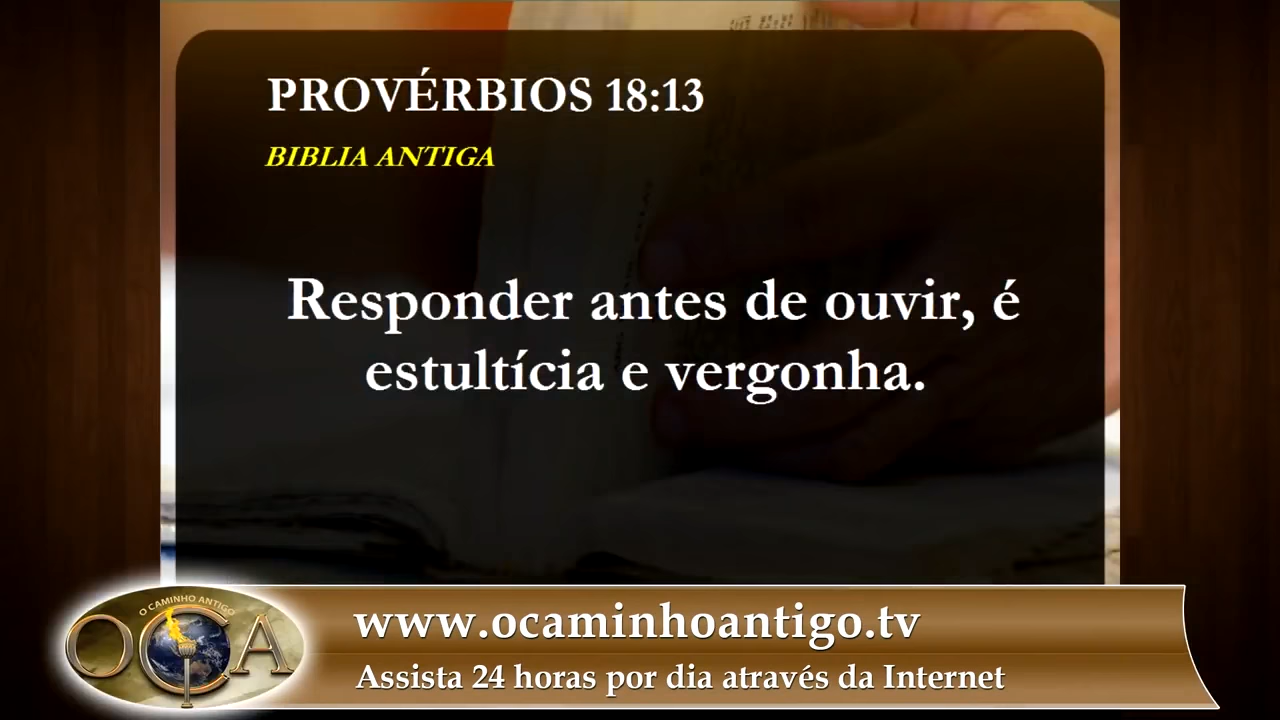 PROVÉRBIOS 18:13
BIBLIA ANTIGA
Responder antes de ouvir, é
estultícia e vergonha.
O CAMINHO ANTIGO
OCA
www.ocaminhoantigo.tv
Assista 24 horas por dia através da Internet